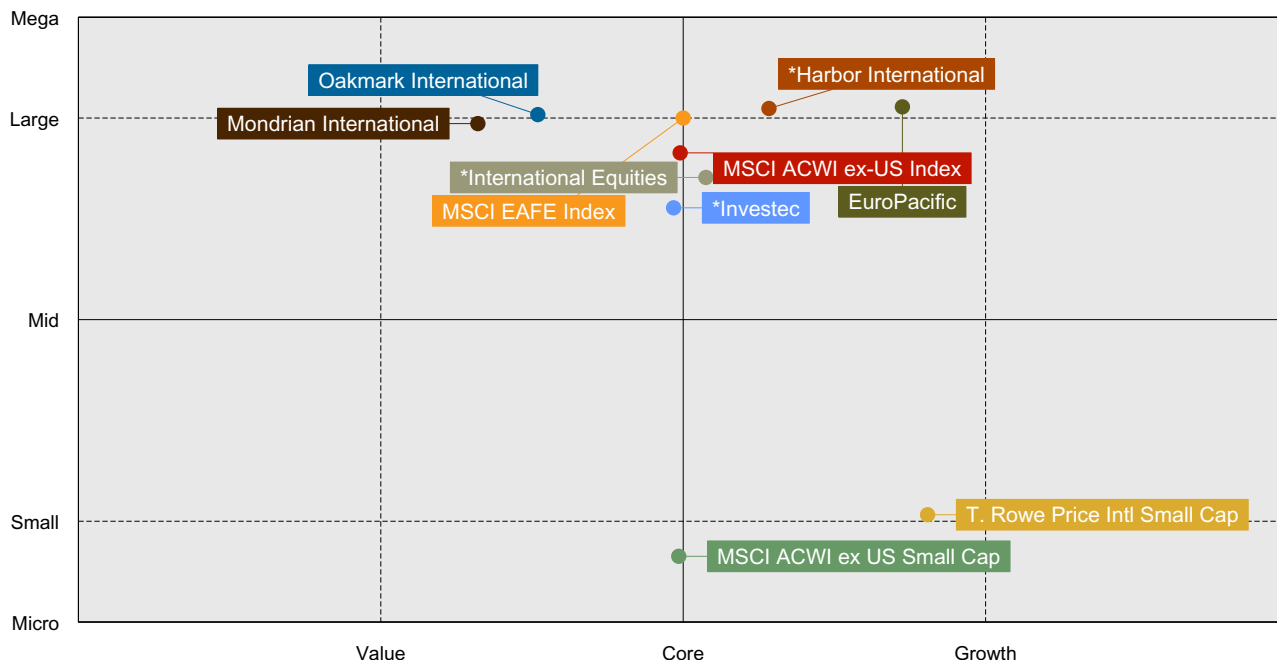 Mega
*Harbor International
Oakmark International
Large
Mondrian International
MSCI ACWI ex-US Index
*International Equities
EuroPacific
*Investec
MSCI EAFE Index
Mid
T. Rowe Price Intl Small Cap
Small
MSCI ACWI ex US Small Cap
Micro
Value
Core
Growth